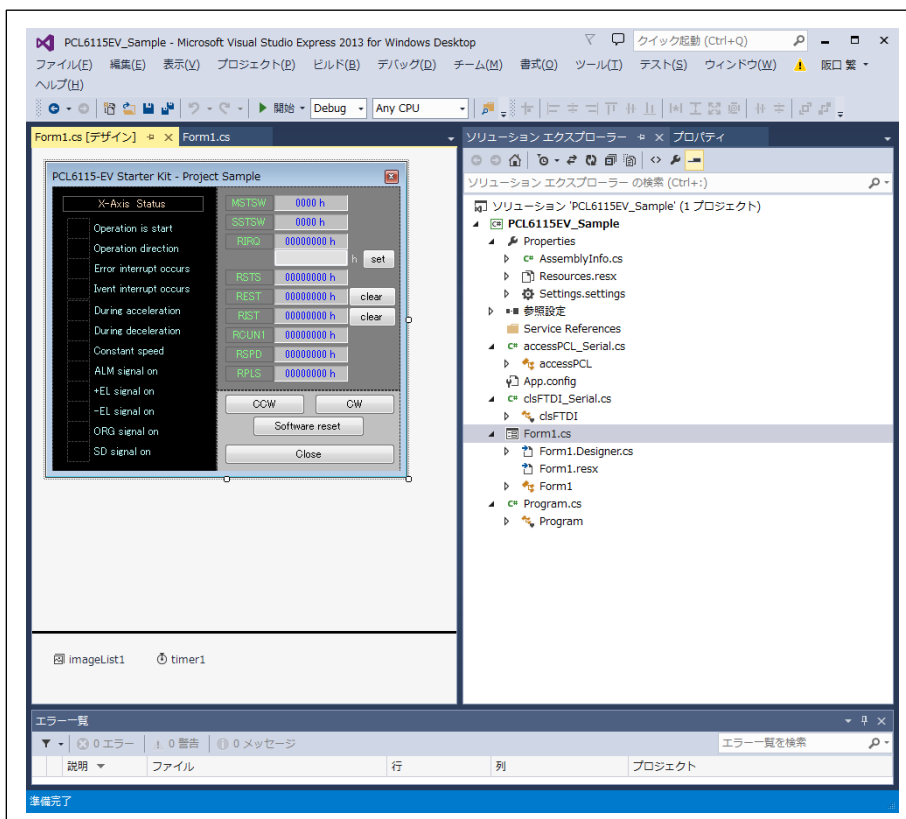 PCL6115EV_Sample - Microsoft Visual Studio Express 2013 for Windows Desktop
クイック起動 (Ctrl+Q)
ファイル(F) 編集(E) 表示(V) プロジェクト(P) ビルド(B) デバッグ(D) チーム(M) 書式(O) ツール(T) テスト(S) ウィンドウ(W) 阪口 繁
ヘルプ(H)
開始 Debug Any CPU
Form1.cs [デザイン] Form1.cs
PCL6115-EV Starter Kit - Project Sample
X-Axis Status
Operation is start
Operation direction
Error interrupt occurs
Ivent interrupt occurs
During acceleration
During deceleration
Constant speed
ALM signal on
+EL signal on
-EL signal on
ORG signal on
SD signal on
MSTSW 0000 h
SSTSW 0000 h
RIRQ 00000000 h
h set
RSTS 00000000 h
REST 00000000 h clear
RIST 00000000 h clear
RCUN1 00000000 h
RSPD 00000000 h
RPLS 00000000 h
CCW CW
Software reset
Close
imageList1 timer1
ソリューション エクスプローラー プロパティ
ソリューション エクスプローラー の検索 (Ctrl+:)
ソリューション 'PCL6115EV_Sample' (1 プロジェクト)
PCL6115EV_Sample
Properties
AssemblyInfo.cs
Resources.resx
Settings.settings
参照設定
Service References
accessPCL_Serial.cs
accessPCL
App.config
clsFTDI_Serial.cs
clsFTDI
Form1.cs
Form1.Designer.cs
Form1.resx
Form1
Program.cs
Program
エラー一覧
0 エラー 0 警告 0 メッセージ エラー一覧を検索
説明 ファイル 行 列 プロジェクト
準備完了